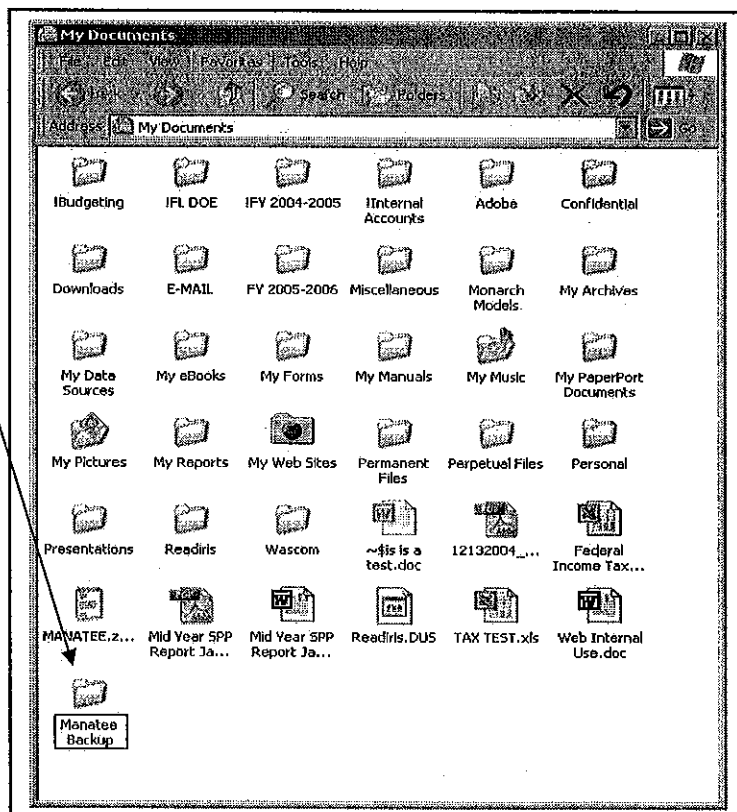 My Documents
File Edit View Favorites Tools Help
Search Folders
Address My Documents Go
!Budgeting !FL DOE !FY 2004-2005 !Internal Accounts Adobe Confidential
Downloads E-MAIL FY 2005-2006 Miscellaneous Monarch Models. My Archives
My Data Sources My eBooks My Forms My Manuals My Music My PaperPort Documents
My Pictures My Reports My Web Sites Permanent Files Perpetual Files Personal
Presentations Readiris Wascom ~$is is a test.doc 12132004_... Federal Income Tax...
MANATEE.z... Mid Year SPP Report Ja... Mid Year SPP Report Ja... Readiris.DUS TAX TEST.xls Web Internal Use.doc
Manatee Backup